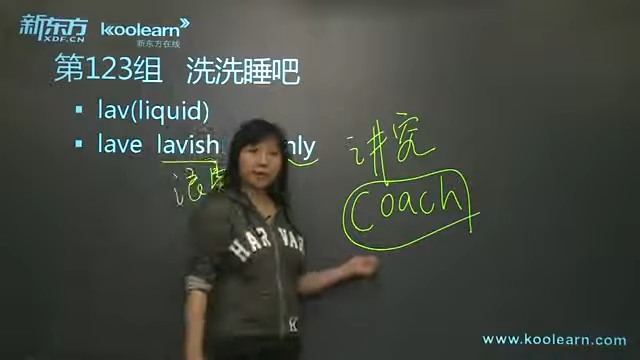 新东方 koolearn
XDF.CN 新东方在线
第123组 洗洗睡吧
lav(liquid)
lave lavish nly
讲究
浪
Coach
HARVARD
www.koolearn.com